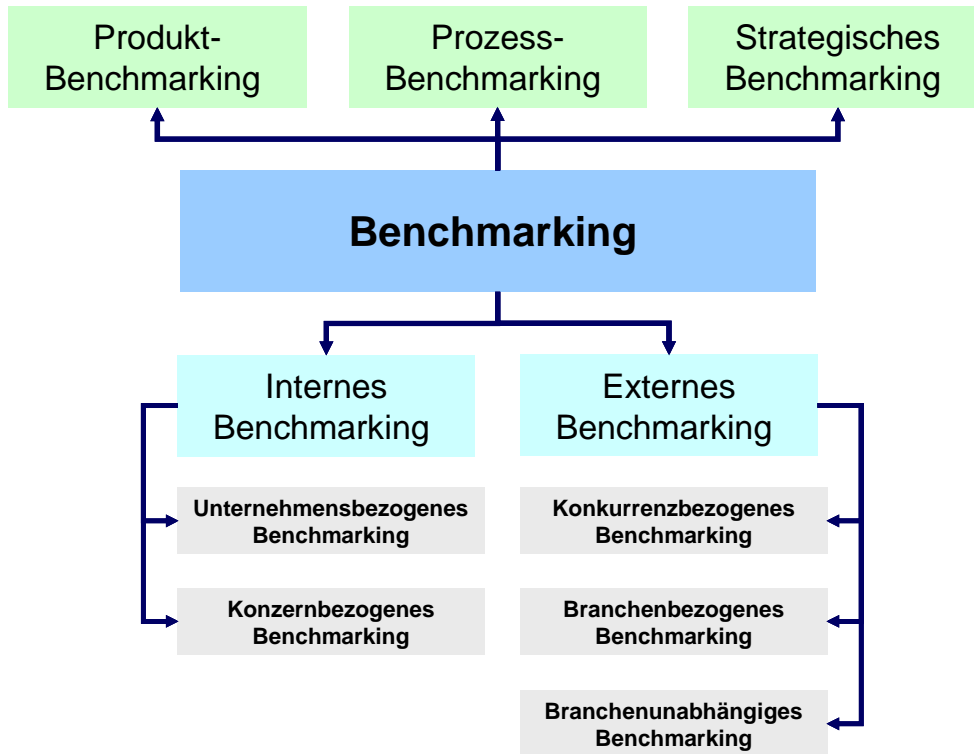 Produkt-
Benchmarking
Prozess-
Benchmarking
Strategisches
Benchmarking
Benchmarking
Internes
Benchmarking
Externes
Benchmarking
Unternehmensbezogenes
Benchmarking
Konkurrenzbezogenes
Benchmarking
Konzernbezogenes
Benchmarking
Branchenbezogenes
Benchmarking
Branchenunabhängiges
Benchmarking